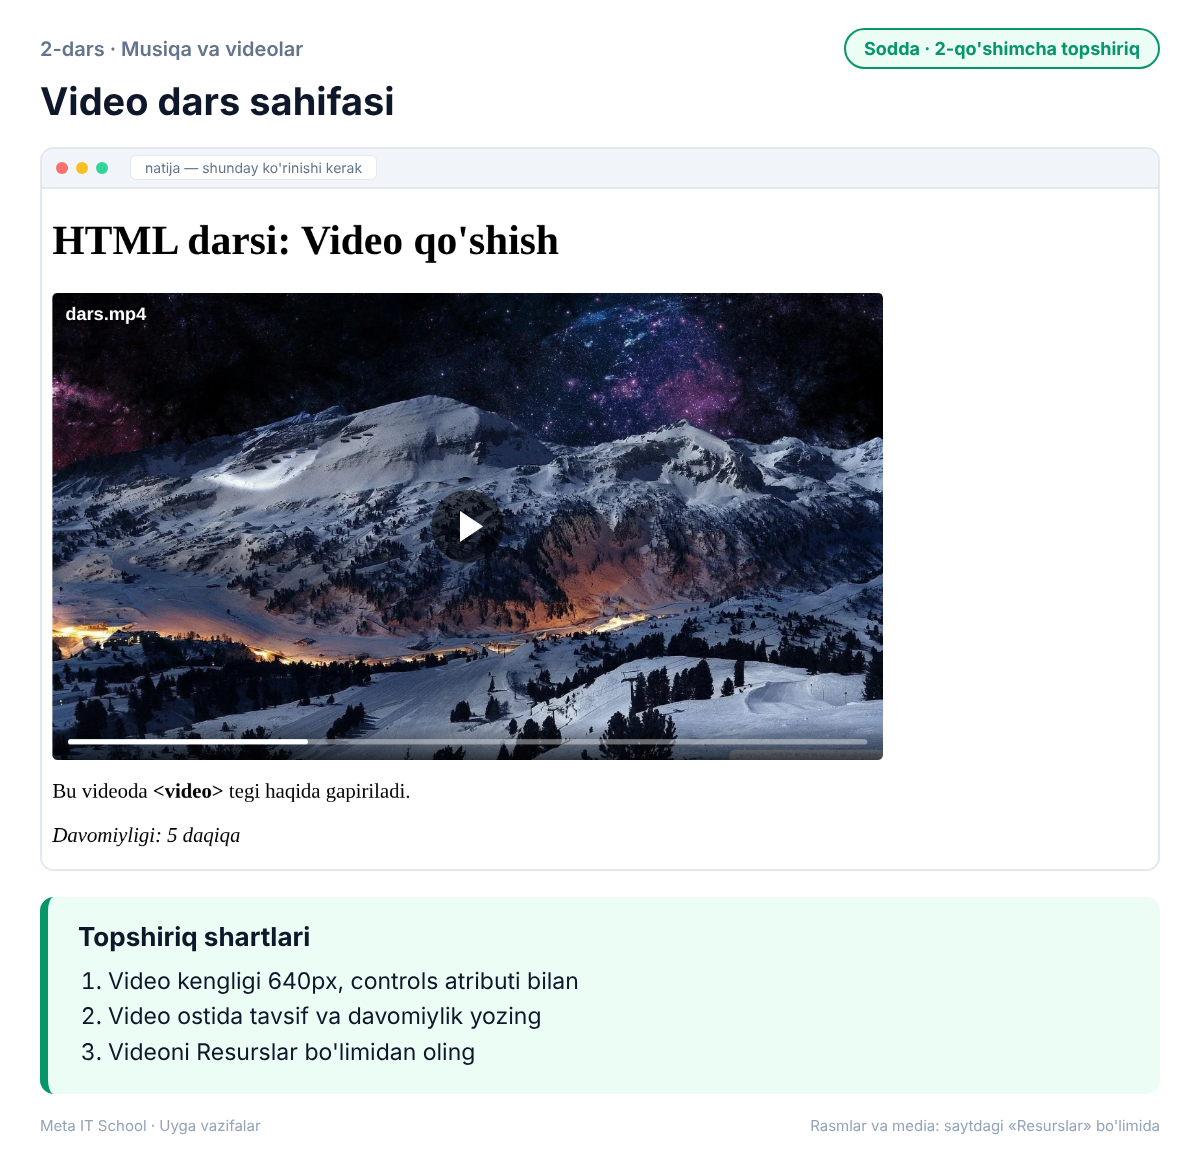 2-dars · Musiqa va videolar
Sodda · 2-qo'shimcha topshiriq
Video dars sahifasi
natija — shunday ko'rinishi kerak
HTML darsi: Video qo'shish
dars.mp4
Bu videoda <video> tegi haqida gapiriladi.
Davomiyligi: 5 daqiqa
Topshiriq shartlari
1. Video kengligi 640px, controls atributi bilan
2. Video ostida tavsif va davomiylik yozing
3. Videoni Resurslar bo'limidan oling
Meta IT School · Uyga vazifalar
Rasmlar va media: saytdagi «Resurslar» bo'limida